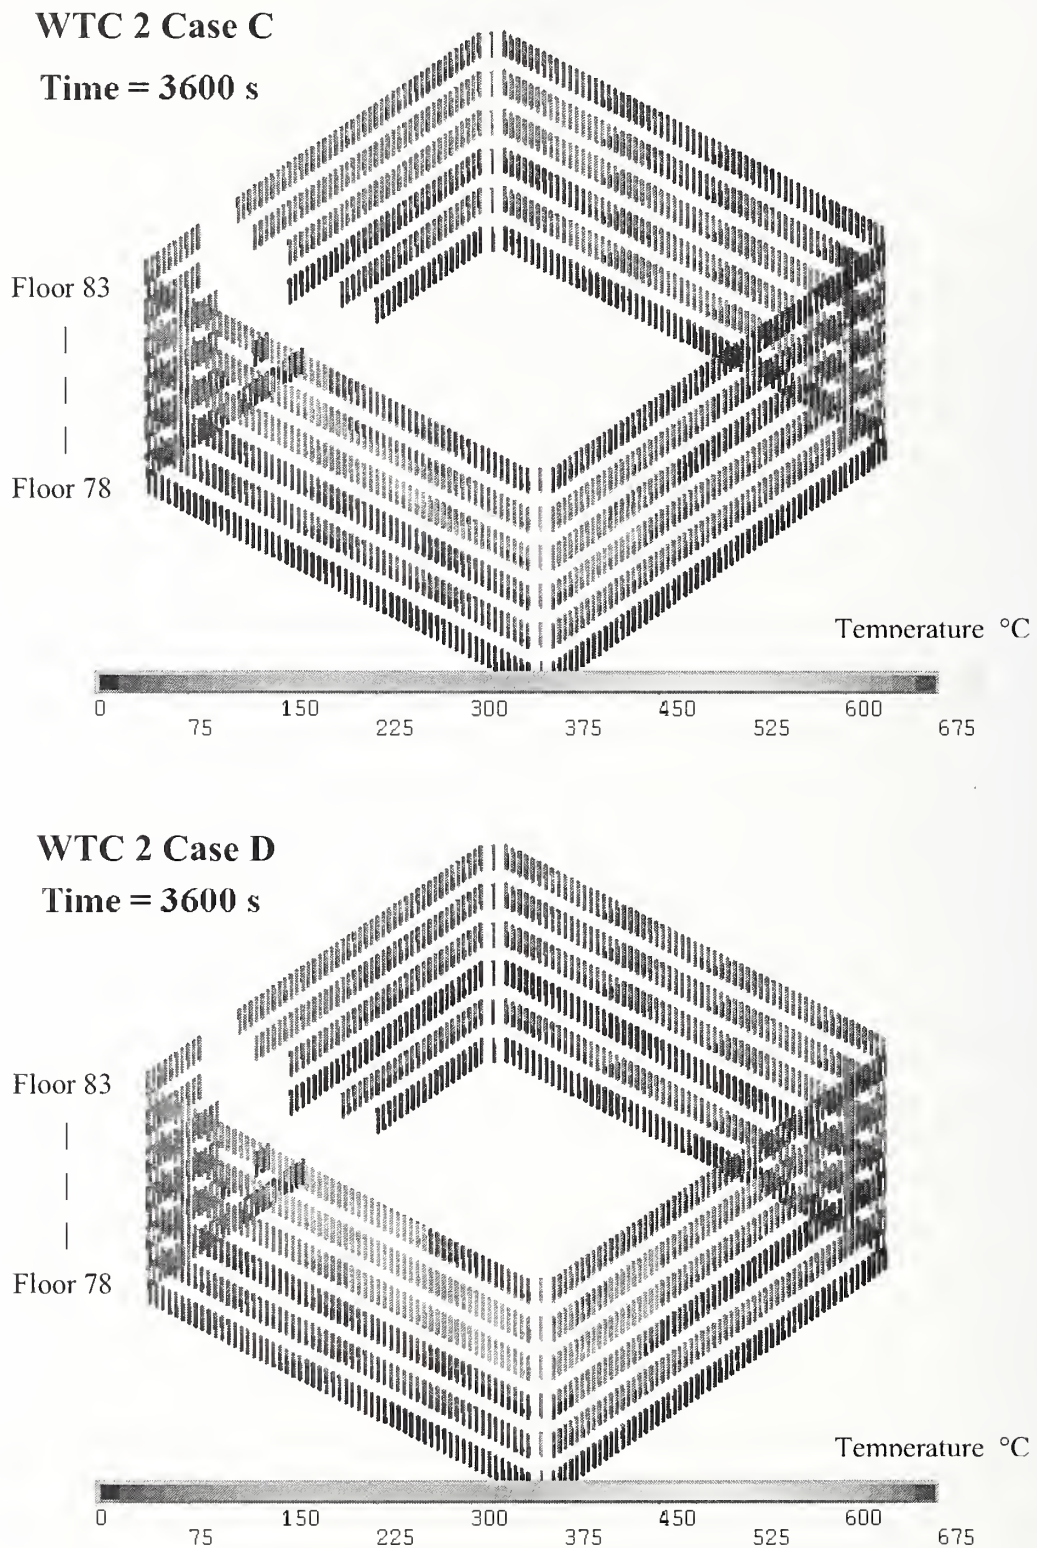 WTC 2 Case C
Time = 3600 s
Floor 83
Floor 78
Temperature °C
0 150 300 450 600
75 225 375 525 675
WTC 2 Case D
Time = 3600 s
Floor 83
Floor 78
Temperature °C
0 150 300 450 600
75 225 375 525 675